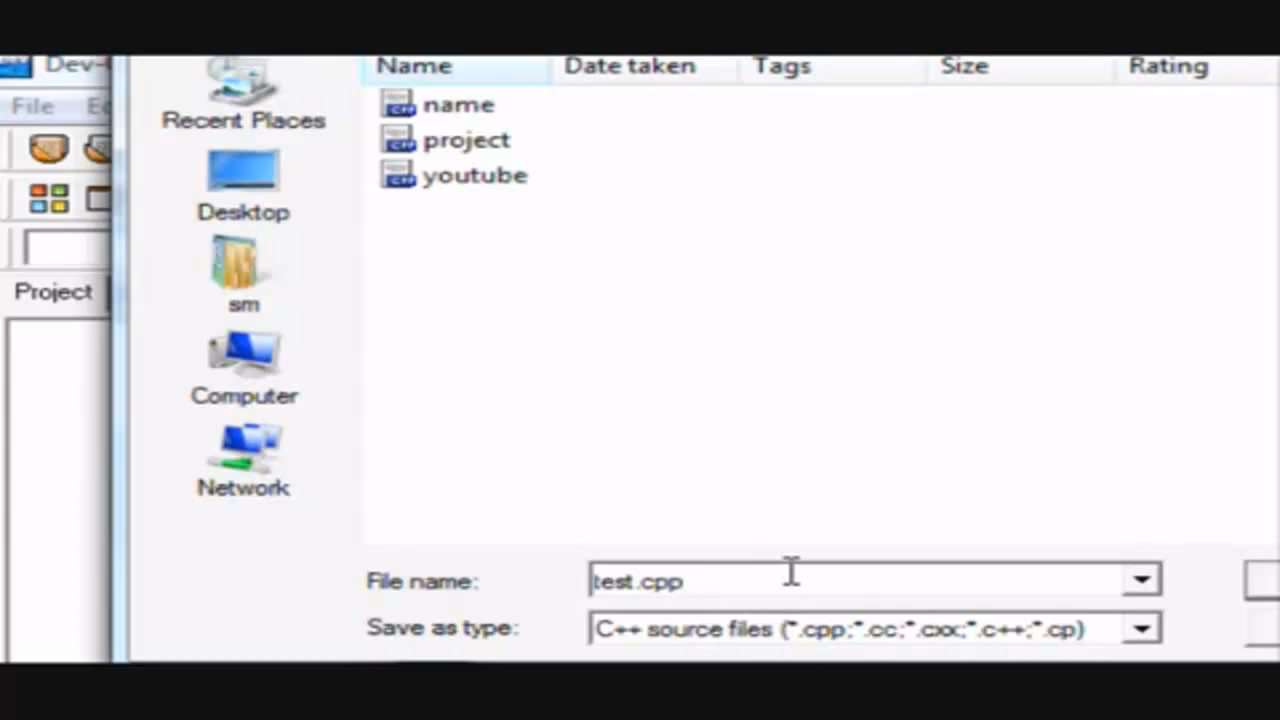 Dev-
Name Date taken Tags Size Rating
File
name
Recent Places
project
youtube
Desktop
Project
sm
Computer
Network
File name: test.cpp
Save as type: C++ source files (*.cpp;*.cc;*.cxx;*.c++;*.cp)